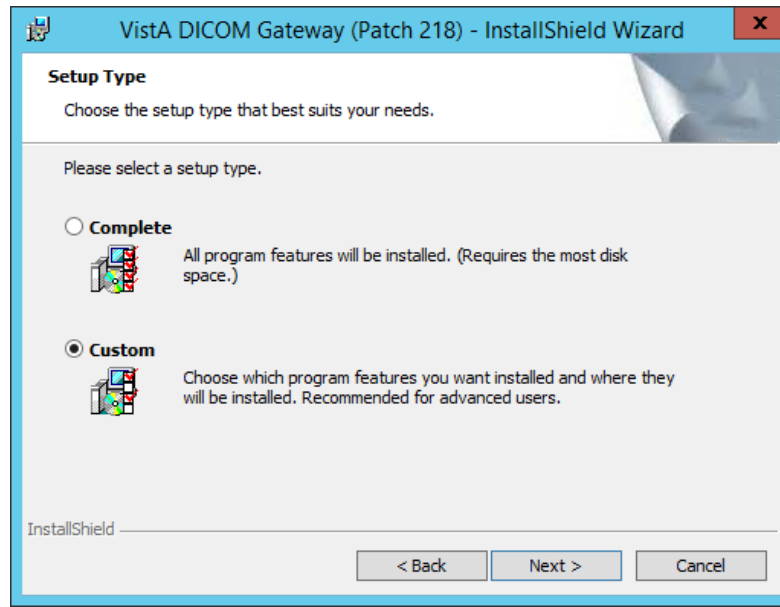 VistA DICOM Gateway (Patch 218) - InstallShield Wizard
x
Setup Type
Choose the setup type that best suits your needs.
Please select a setup type.
Complete
All program features will be installed. (Requires the most disk
space.)
Custom
Choose which program features you want installed and where they
will be installed. Recommended for advanced users.
InstallShield
< Back Next > Cancel